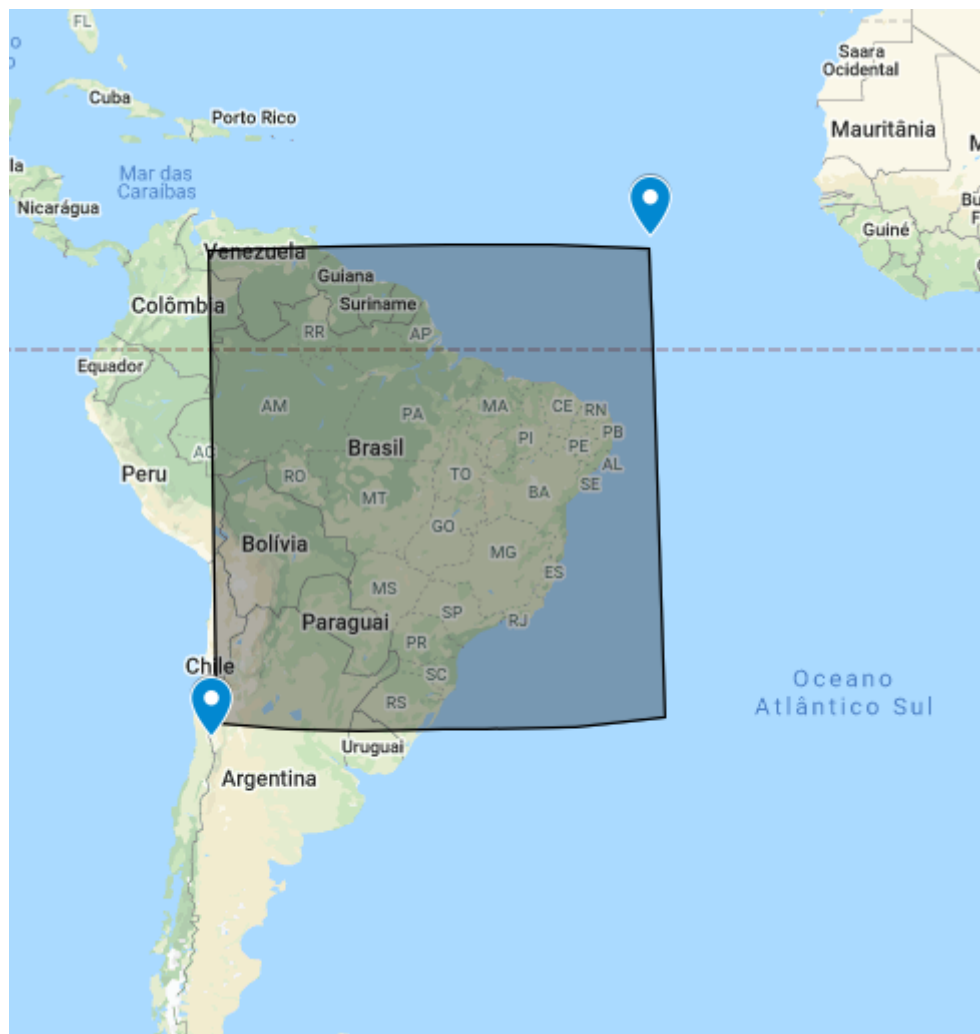 FL
Cuba
Porto Rico
Mar das
Caraíbas
Nicarágua
Saara
Ocidental
Mauritânia
Guiné
Venezuela
Guiana
Suriname
Colômbia
RR
AP
Equador
AM
PA
MA
CE
RN
Brasil
PI
PB
PE
AL
Peru
RO
MT
TO
BA
SE
GO
Bolívia
MG
ES
MS
SP
RJ
Paraguai
PR
Chile
SC
RS
Oceano
Atlântico Sul
Uruguai
Argentina